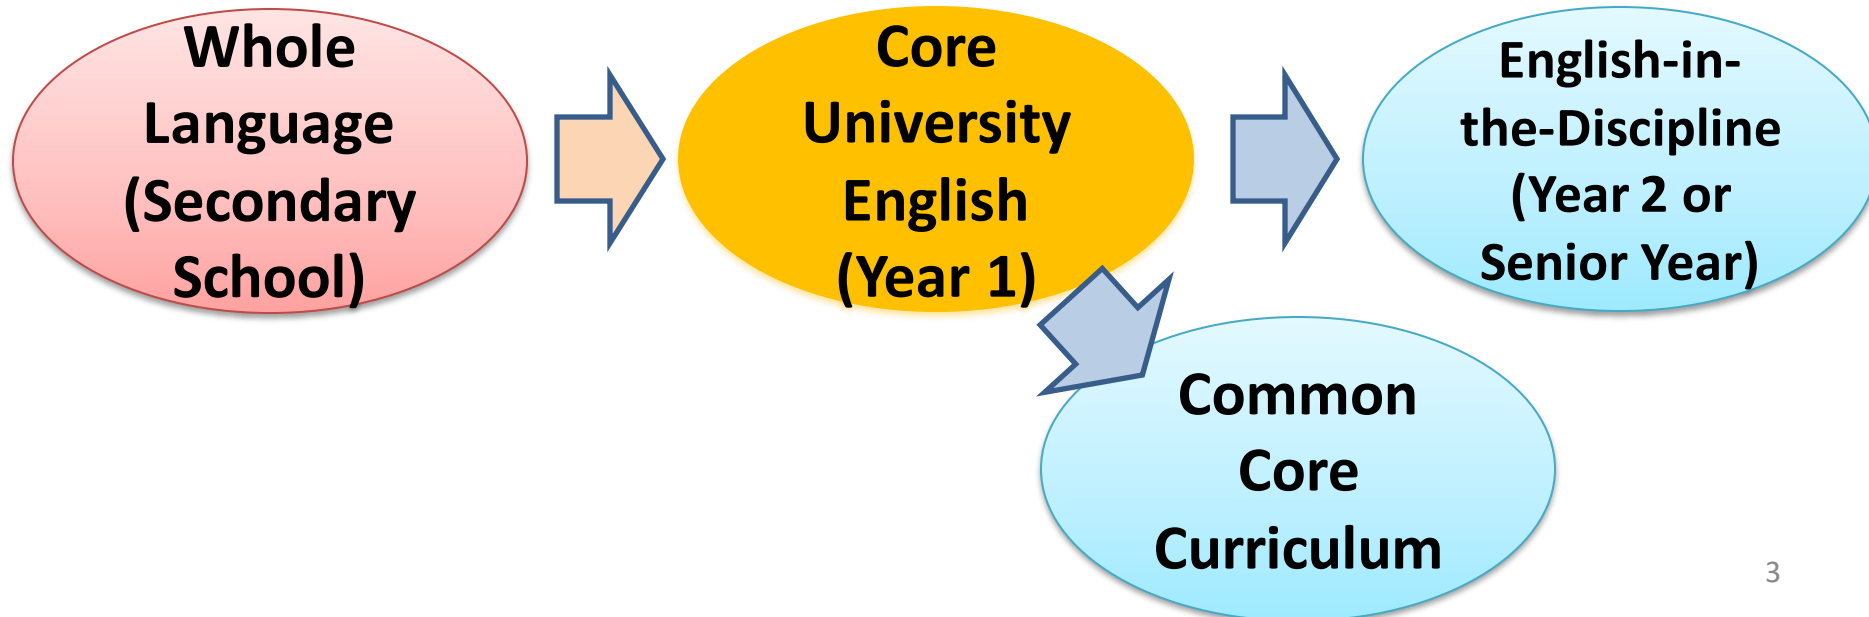 Whole
Language
(Secondary
School)
Core
University
English
(Year 1)
English-in-
the-Discipline
(Year 2 or
Senior Year)
Common
Core
Curriculum
3